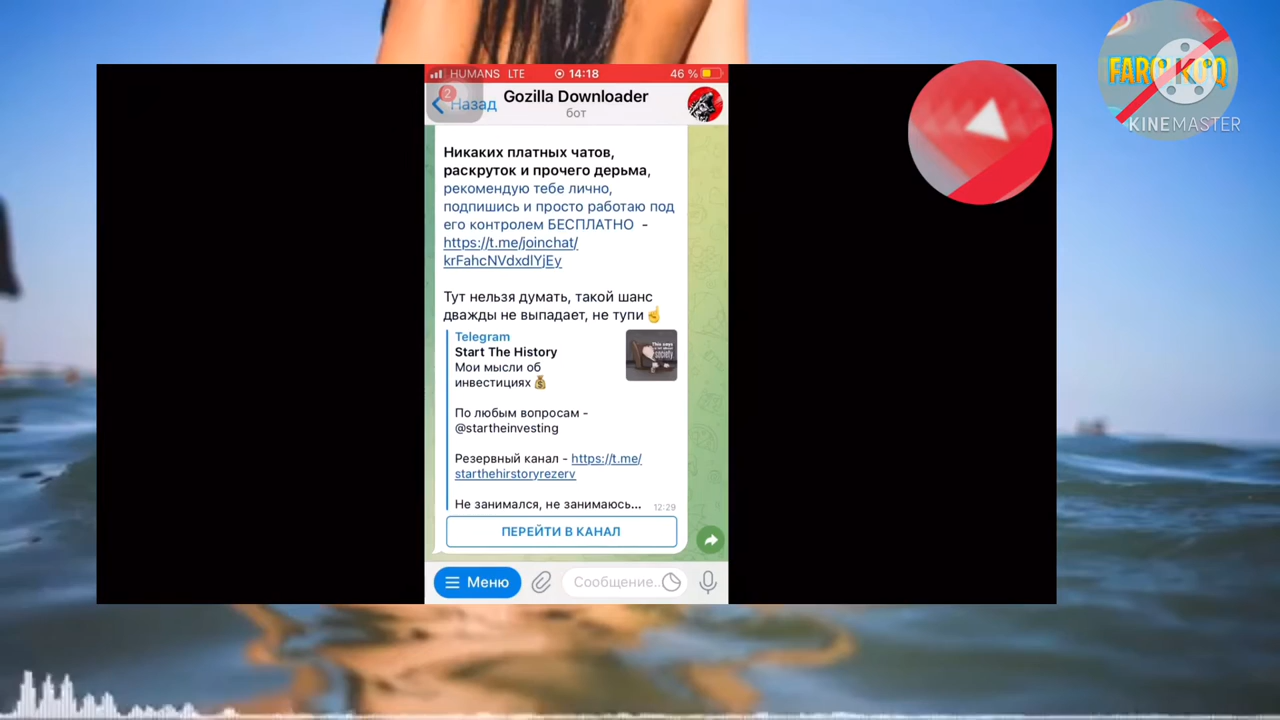 HUMANS LTE 14:18 46 %
2
Назад
Gozilla Downloader
бот
Никаких платных чатов,
раскруток и прочего дерьма,
рекомендую тебе лично,
подпишись и просто работаю под
его контролем БЕСПЛАТНО -
https://t.me/joinchat/
krFahcNVdxdlYjEy
Тут нельзя думать, такой шанс
дважды не выпадает, не тупи☝️
Telegram
Start The History
Мои мысли об
инвестициях 💰
По любым вопросам -
@startheinvesting
Резервный канал - https://t.me/
starthehirstoryrezerv
Не занимался, не занимаюсь...
12:29
ПЕРЕЙТИ В КАНАЛ
Меню
Сообщение...
K
KINEMASTER